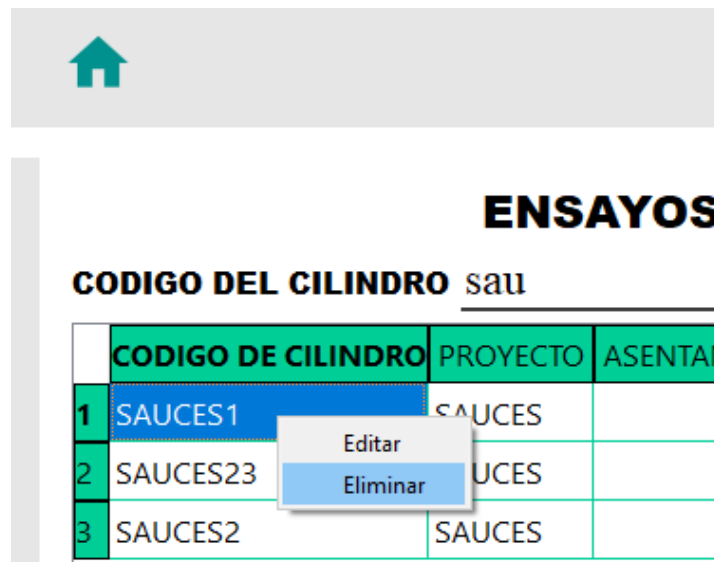 ENSAYOS
CODIGO DEL CILINDRO sau
CODIGO DE CILINDRO PROYECTO
1 SAUCES1 SAUCES
Editar
2 SAUCES23
Eliminar
3 SAUCES2 SAUCES